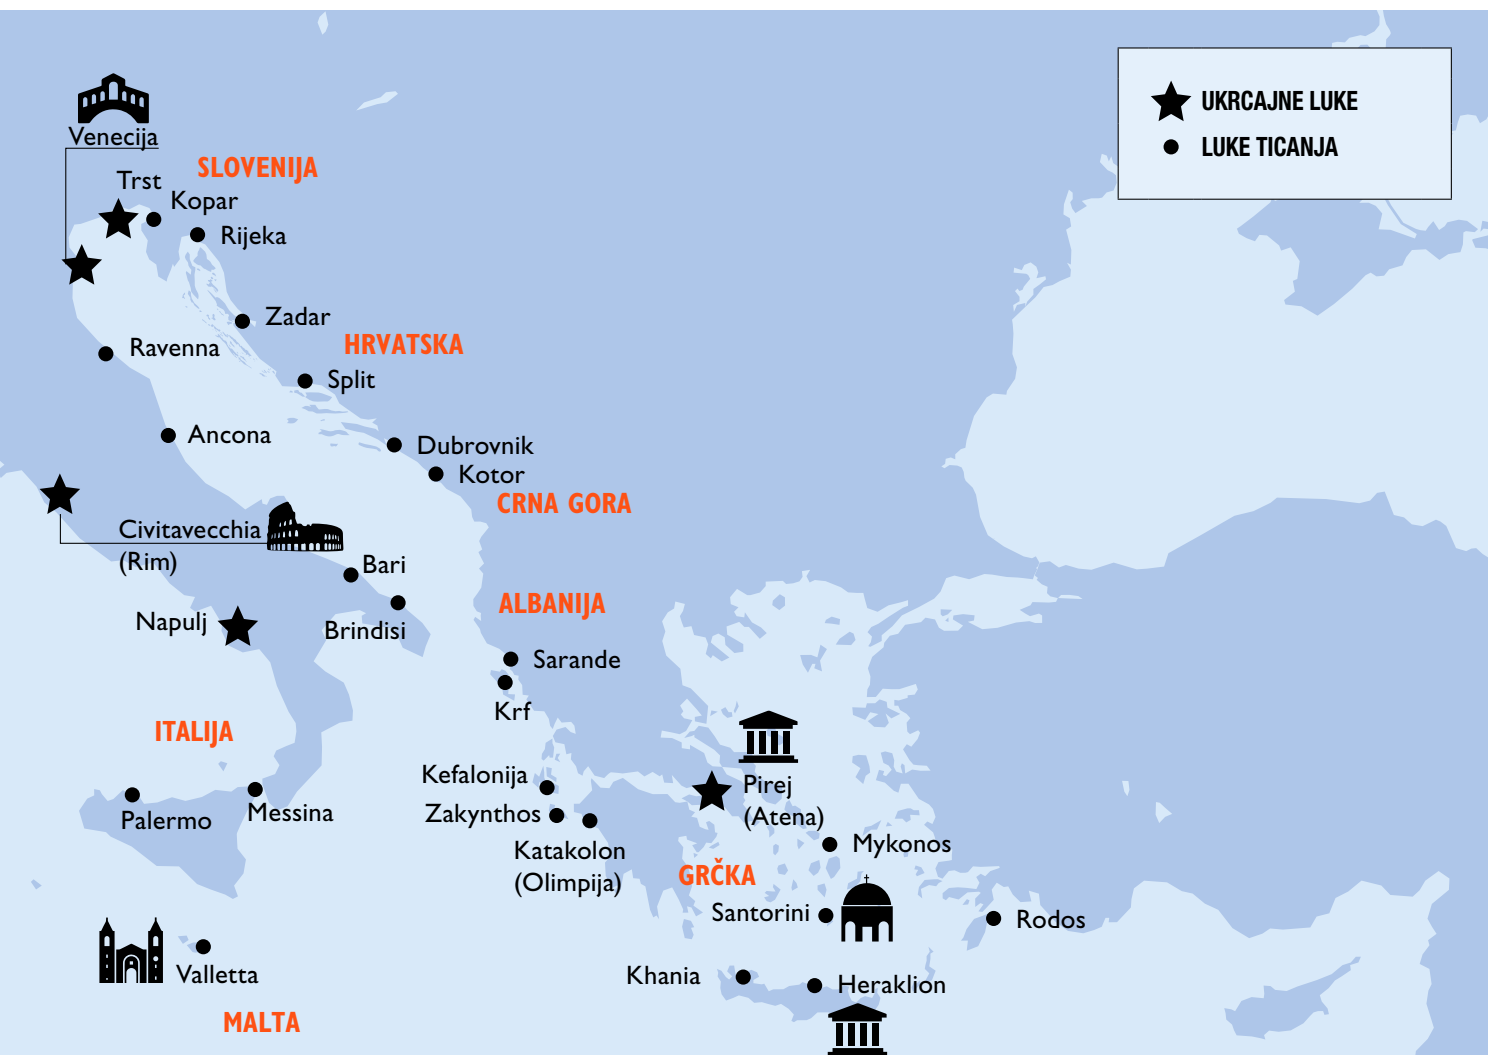 UKRCAJNE LUKE
LUKE TICANJA
Venecija
SLOVENIJA
Trst
Kopar
Rijeka
Zadar
HRVATSKA
Ravenna
Split
Ancona
Dubrovnik
Kotor
CRNA GORA
Civitavecchia
(Rim)
Bari
ALBANIJA
Napulj
Brindisi
Sarande
Krf
ITALIJA
Kefalonija
Pirej
(Atena)
Zakynthos
Messina
Palermo
Katakolon
(Olimpija)
Mykonos
GRČKA
Santorini
Rodos
Valletta
Khania
Heraklion
MALTA